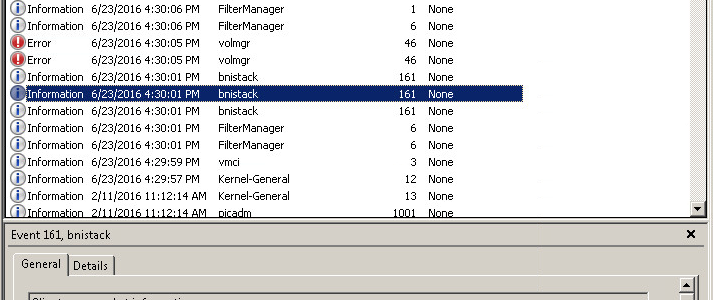 Information 6/23/2016 4:30:06 PM FilterManager 1 None
Information 6/23/2016 4:30:06 PM FilterManager 6 None
Error 6/23/2016 4:30:05 PM volmgr 46 None
Error 6/23/2016 4:30:05 PM volmgr 46 None
Information 6/23/2016 4:30:01 PM bnistack 161 None
Information 6/23/2016 4:30:01 PM bnistack 161 None
Information 6/23/2016 4:30:01 PM bnistack 161 None
Information 6/23/2016 4:30:01 PM FilterManager 6 None
Information 6/23/2016 4:30:01 PM FilterManager 6 None
Information 6/23/2016 4:29:59 PM vmci 3 None
Information 6/23/2016 4:29:57 PM Kernel-General 12 None
Information 2/11/2016 11:12:14 AM Kernel-General 13 None
Information 2/11/2016 11:12:14 AM picadm 1001 None
Event 161, bnistack
General Details